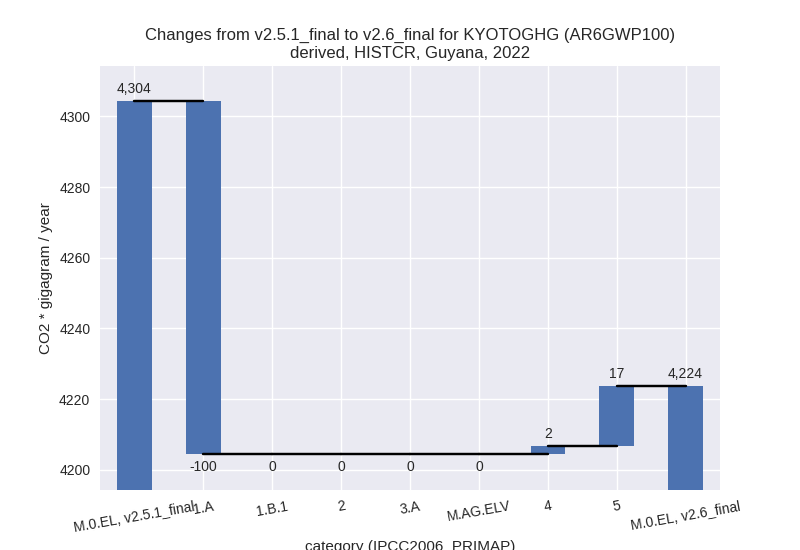 Changes from v2.5.1_final to v2.6_final for KYOTOGHG (AR6GWP100)
derived, HISTCR, Guyana, 2022
CO2 * gigagram / year
4300
4280
4260
4240
4220
4200
4,304
-100
0
0
0
0
2
17
4,224
M.0.EL, v2.5.1_final
1.A
1.B.1
2
3.A
M.AG.ELV
4
5
M.0.EL, v2.6_final
category (IPCC2006_PRIMAP)